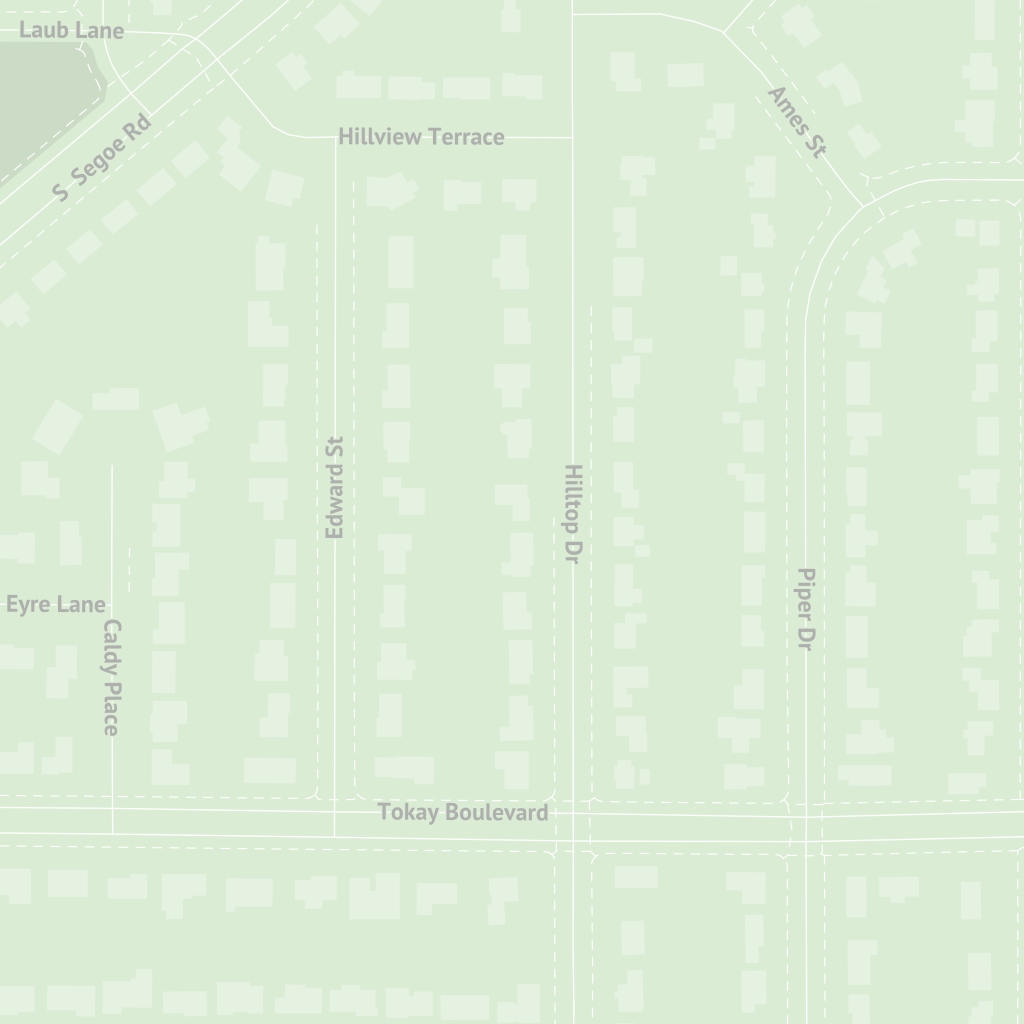 Laub Lane
S Segoe Rd
Hillview Terrace
Ames St
Edward St
Hilltop Dr
Piper Dr
Eyre Lane
Caldy Place
Tokay Boulevard